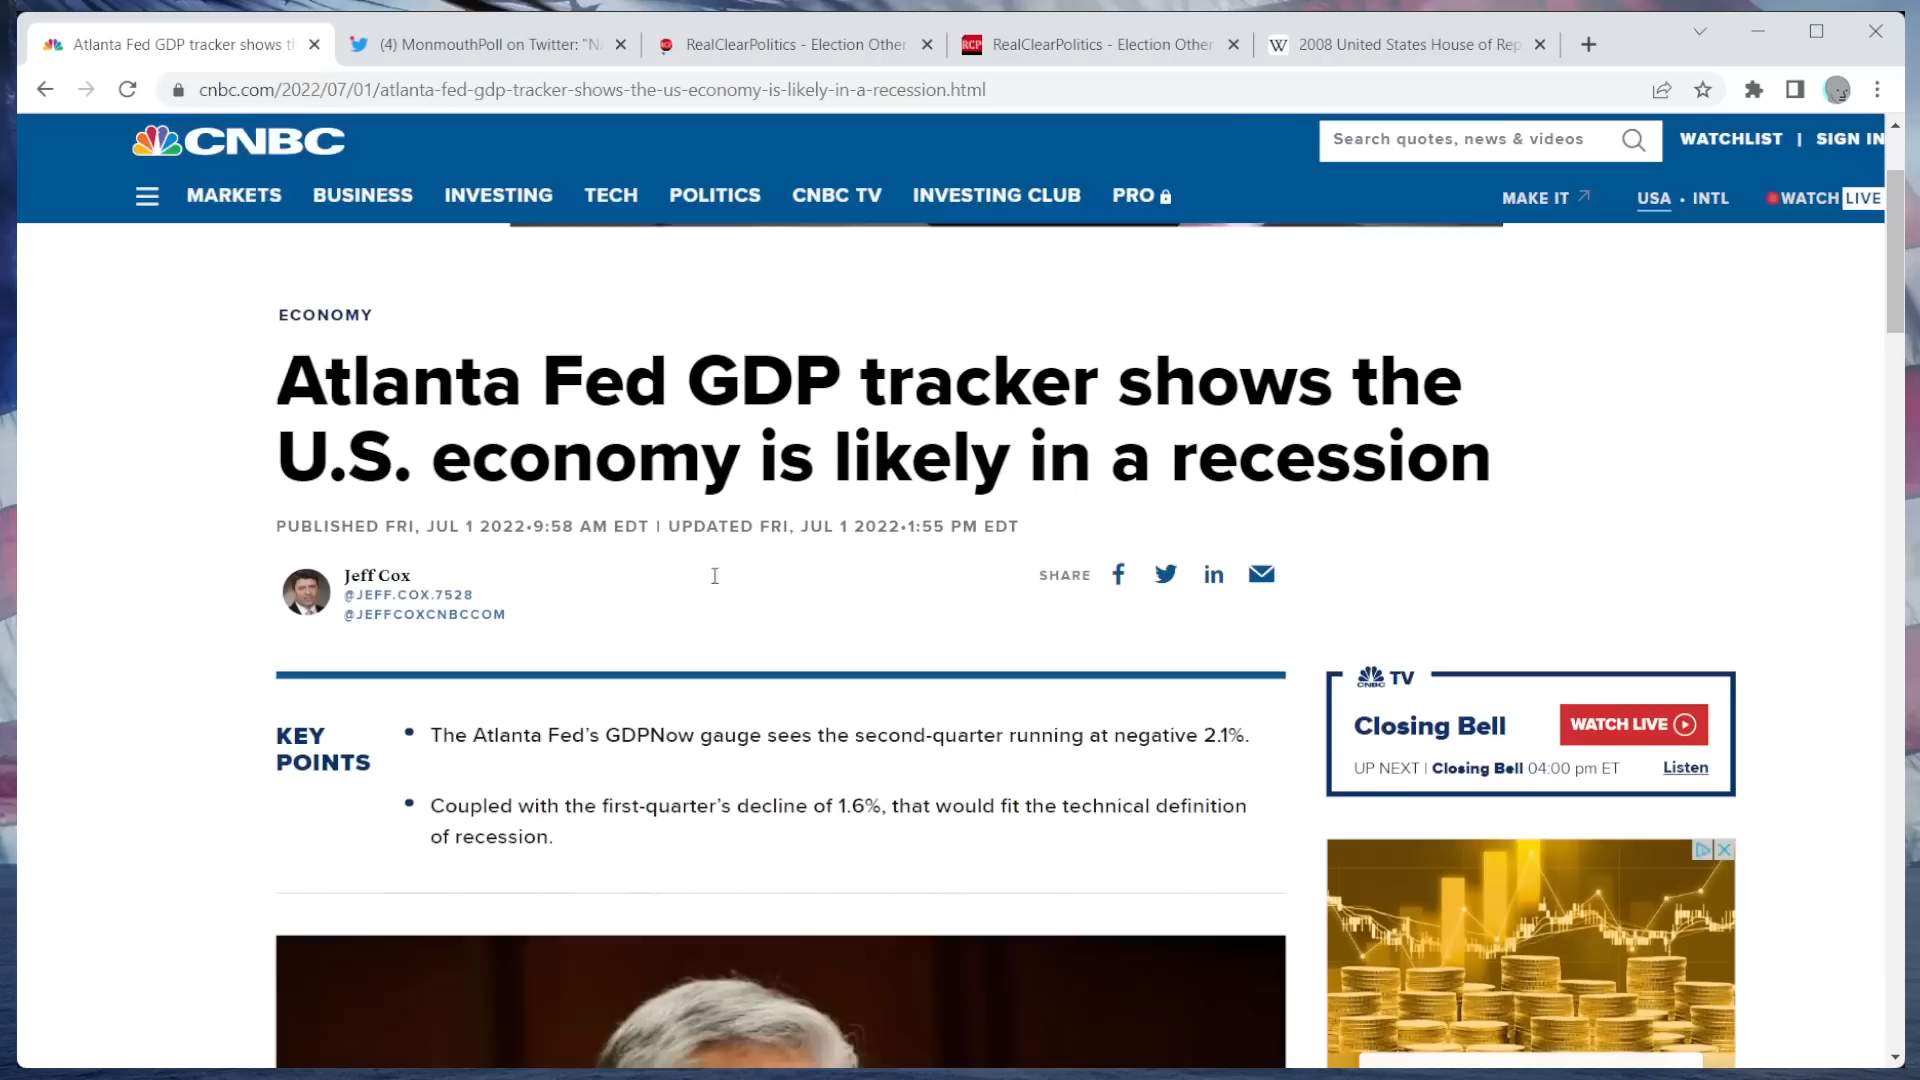 Atlanta Fed GDP tracker shows th
(4) MonmouthPoll on Twitter: "N
RealClearPolitics - Election Other
RCP
RealClearPolitics - Election Other
W
2008 United States House of Rep
cnbc.com/2022/07/01/atlanta-fed-gdp-tracker-shows-the-us-economy-is-likely-in-a-recession.html
CNBC
Search quotes, news & videos
WATCHLIST | SIGN IN
MARKETS BUSINESS INVESTING TECH POLITICS CNBC TV INVESTING CLUB PRO
MAKE IT USA • INTL WATCH LIVE
ECONOMY
Atlanta Fed GDP tracker shows the
U.S. economy is likely in a recession
PUBLISHED FRI, JUL 1 2022•9:58 AM EDT | UPDATED FRI, JUL 1 2022•1:55 PM EDT
Jeff Cox
@JEFF.COX.7528
@JEFFCOXCNBCCOM
SHARE
KEY
POINTS
• The Atlanta Fed's GDPNow gauge sees the second-quarter running at negative 2.1%.
• Coupled with the first-quarter's decline of 1.6%, that would fit the technical definition
of recession.
CNBC TV
Closing Bell
WATCH LIVE
UP NEXT | Closing Bell 04:00 pm ET
Listen